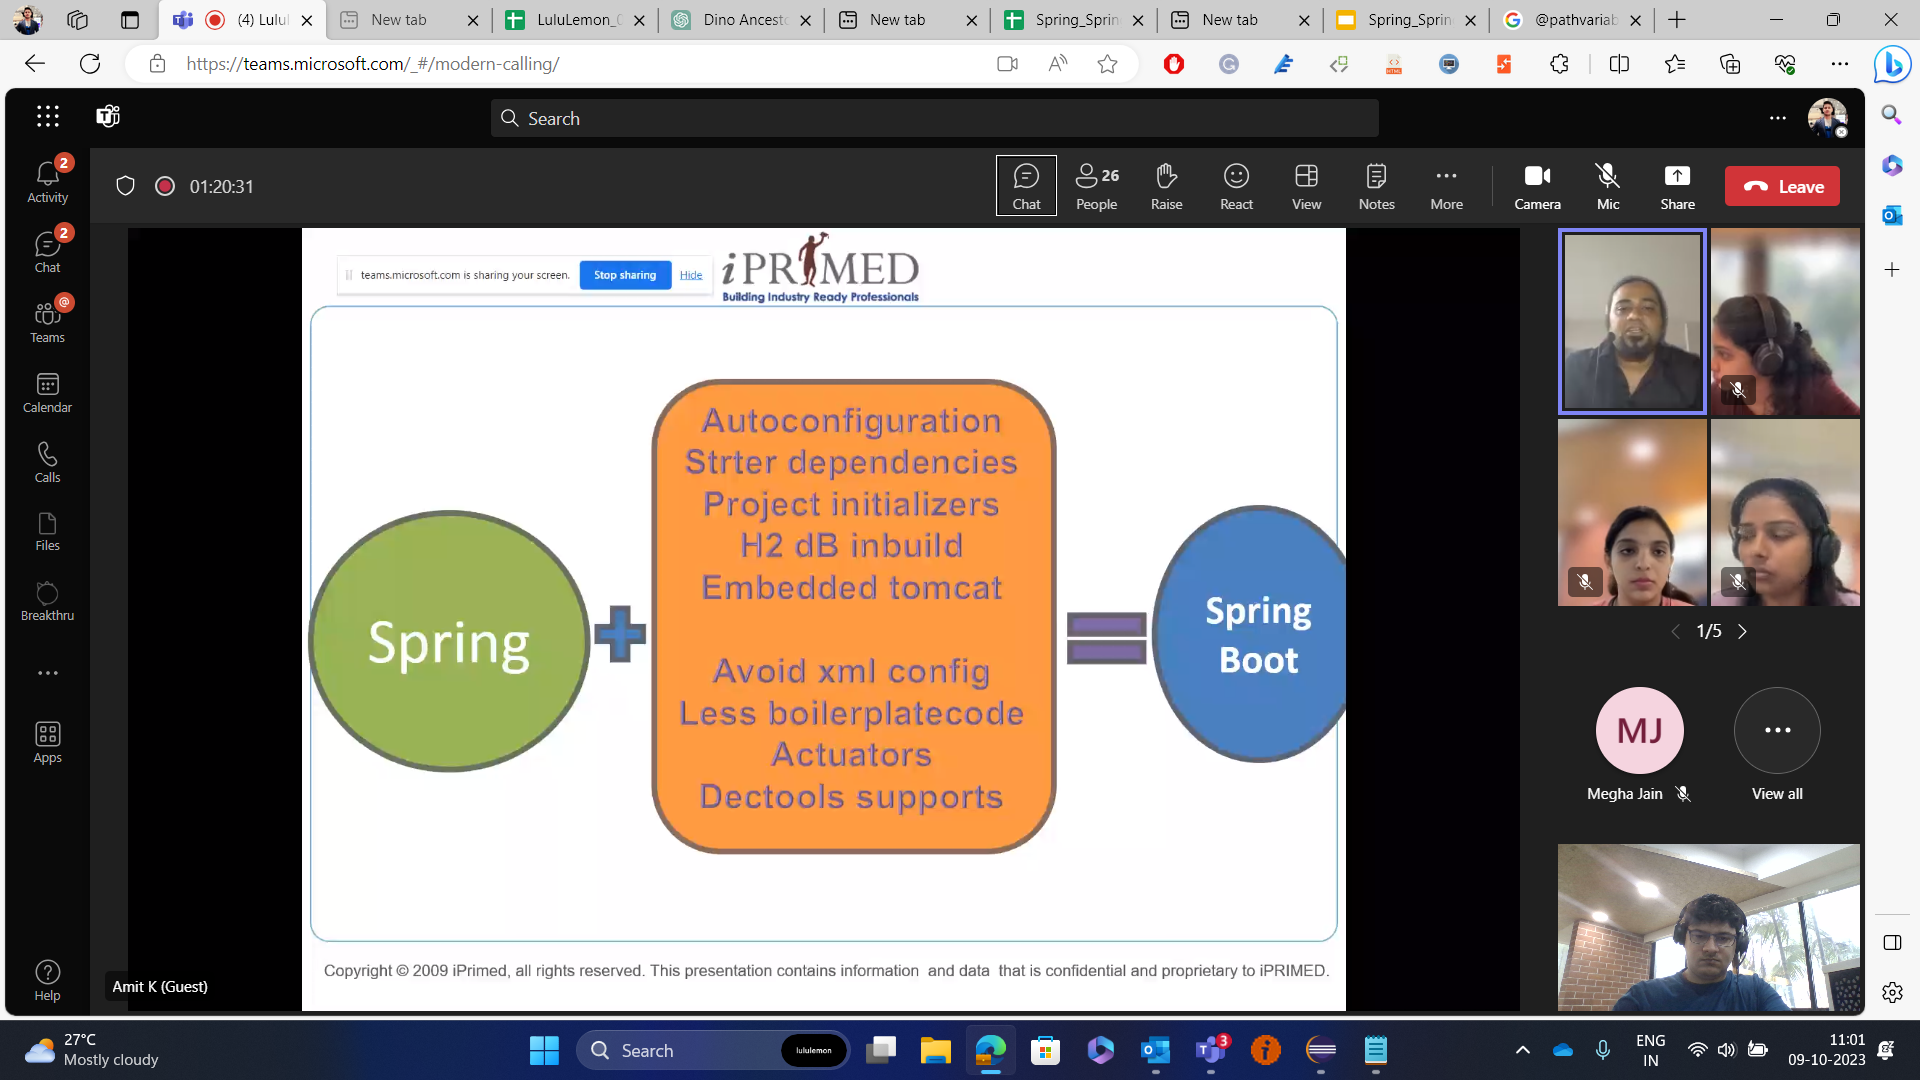 (4) Lulul
New tab
LuluLemon_(
Dino Ancesto
New tab
Spring_Sprin
New tab
Spring_Sprin
@pathvariab
https://teams.microsoft.com/_#/modern-calling/
Search
2
Activity
2
Chat
@
Teams
Calendar
Calls
Files
Breakthru
Apps
Help
01:20:31
Chat
26
People
Raise
React
View
Notes
More
Camera
Mic
Share
Leave
teams.microsoft.com is sharing your screen.
Stop sharing
Hide
iPRIMED
Building Industry Ready Professionals
Spring
Autoconfiguration
Strter dependencies
Project initializers
H2 dB inbuild
Embedded tomcat
Avoid xml config
Less boilerplatecode
Actuators
Dectools supports
Spring
Boot
Copyright © 2009 iPrimed, all rights reserved. This presentation contains information and data that is confidential and proprietary to iPRIMED.
Amit K (Guest)
1/5
MJ
Megha Jain
View all
27°C
Mostly cloudy
Search
lululemon
3
ENG
IN
11:01
09-10-2023